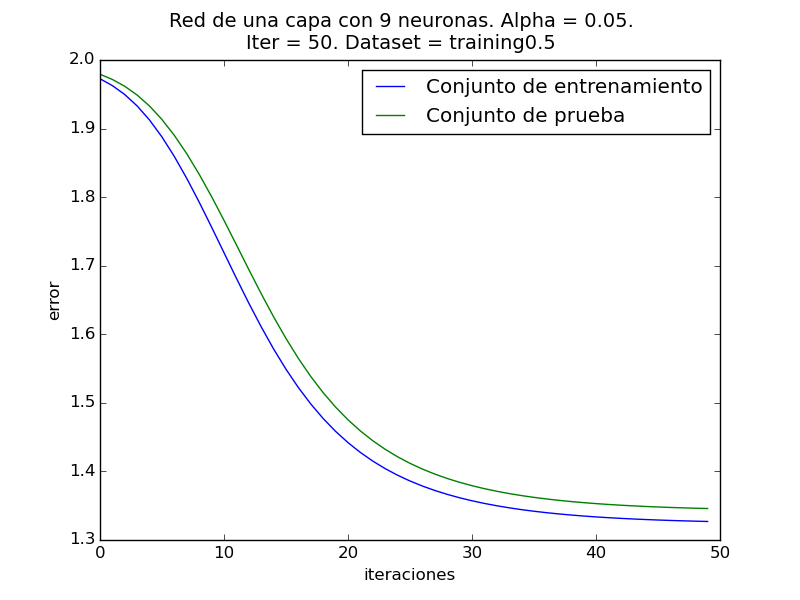 Red de una capa con 9 neuronas. Alpha = 0.05.
Iter = 50. Dataset = training0.5
Conjunto de entrenamiento
Conjunto de prueba
error
2.0
1.9
1.8
1.7
1.6
1.5
1.4
1.3
0 10 20 30 40 50
iteraciones